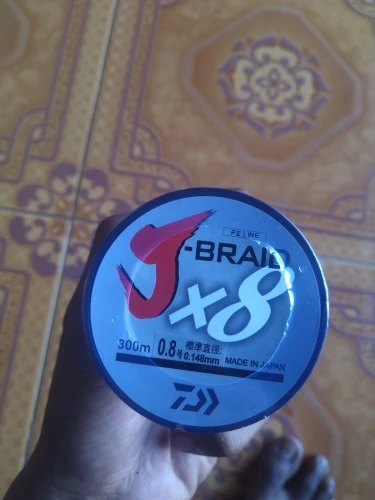 PE LINE
J-BRAID
x8
300m 0.8号 標準直径: 0.148mm MADE IN JAPAN